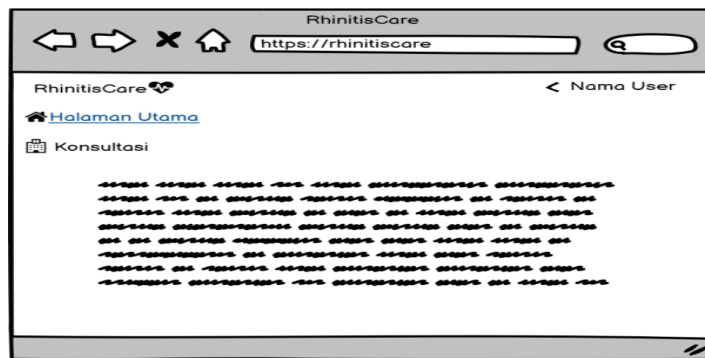 RhinitisCare
https://rhinitiscare
RhinitisCare
< Nama User
Halaman Utama
Konsultasi